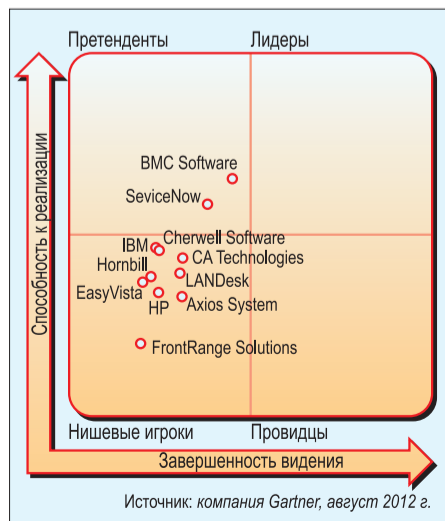 Претенденты
Лидеры
BMC Software
SeviceNow
IBM
Cherwell Software
Hornbill
CA Technologies
EasyVista
LANDesk
HP
Axios System
FrontRange Solutions
Способность к реализации
Нишевые игроки
Провидцы
Завершенность видения
Источник: компания Gartner, август 2012 г.